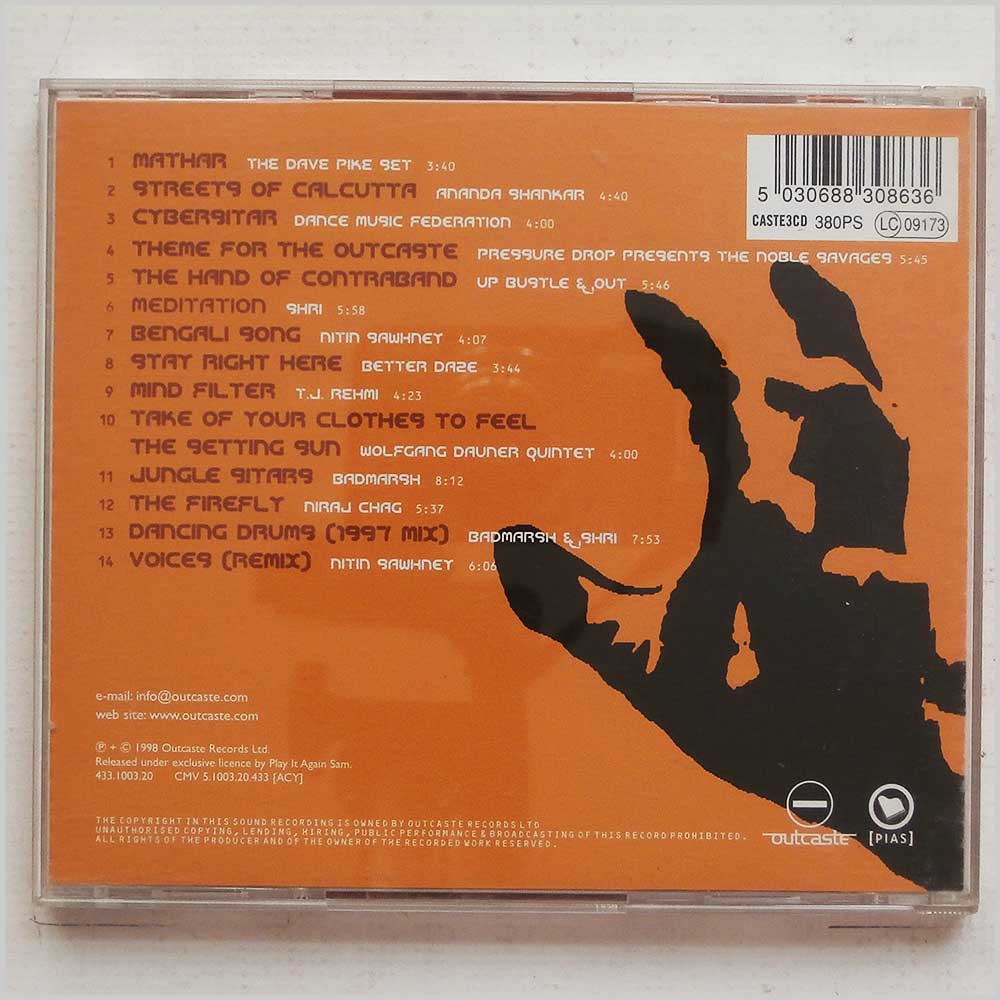 1 MATHAR THE DAVE PIKE SET 3:40
2 STREETS OF CALCUTTA ANANDA SHANKAR 4:40
3 CYBERSITAR DANCE MUSIC FEDERATION 4:00
4 THEME FOR THE OUTCASTE PRESSURE DROP PRESENTS THE NOBLE SAVAGES 5:45
5 THE HAND OF CONTRABAND UP BUSTLE & OUT 5:46
6 MEDITATION SHRI 5:58
7 BENGALI SONG NITIN SAWHNEY 4:07
8 STAY RIGHT HERE BETTER DAZE 3:44
9 MIND FILTER T.J. REHMI 4:23
10 TAKE OF YOUR CLOTHES TO FEEL
THE SETTING SUN WOLFGANG DAUNER QUINTET 4:00
11 JUNGLE SITARS BADMARSH 8:12
12 THE FIREFLY NIRAJ CHAG 5:37
13 DANCING DRUMS (1997 MIX) BADMARSH & SHRI 7:53
14 VOICES (REMIX) NITIN SAWHNEY 6:06
5 030688 308636
CASTE3CD 380PS LC 09173
e-mail: info@outcaste.com
web site: www.outcaste.com
℗ + © 1998 Outcaste Records Ltd.
Released under exclusive licence by Play It Again Sam.
433.1003.20 CMV 5.1003.20.433 [ACY]
THE COPYRIGHT IN THIS SOUND RECORDING IS OWNED BY OUTCASTE RECORDS LTD
UNAUTHORISED COPYING, LENDING, HIRING, PUBLIC PERFORMANCE & BROADCASTING OF THIS RECORD PROHIBITED.
ALL RIGHTS OF THE PRODUCER AND OF THE OWNER OF THE RECORDED WORK RESERVED.
outcaste
[PIAS]